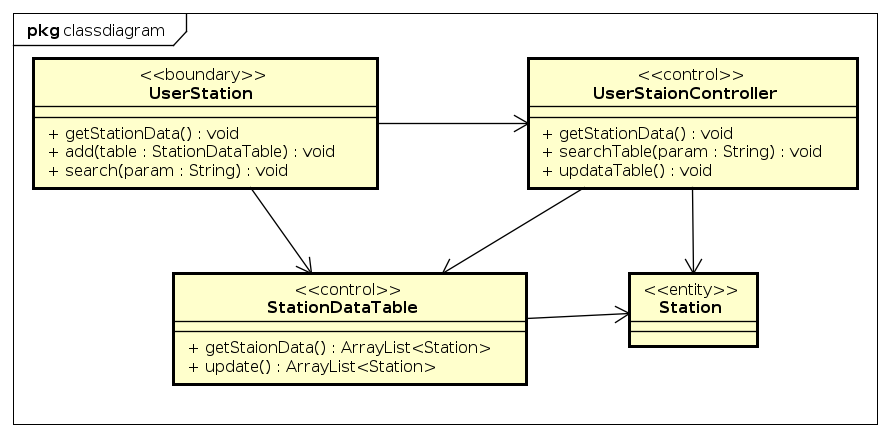 pkg classdiagram
<<boundary>>
UserStation
+ getStationData() : void
+ add(table : StationDataTable) : void
+ search(param : String) : void
<<control>>
UserStaionController
+ getStationData() : void
+ searchTable(param : String) : void
+ updataTable() : void
<<control>>
StationDataTable
+ getStaionData() : ArrayList<Station>
+ update() : ArrayList<Station>
<<entity>>
Station